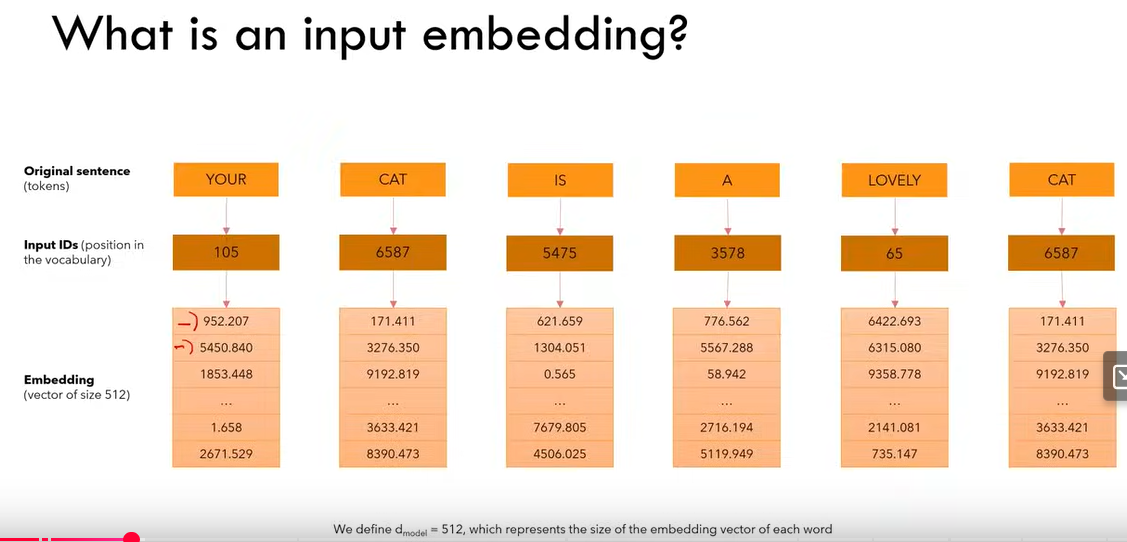 What is an input embedding?
Original sentence
(tokens)
YOUR CAT IS A LOVELY CAT
Input IDs (position in
the vocabulary)
105 6587 5475 3578 65 6587
Embedding
(vector of size 512)
952.207 171.411 621.659 776.562 6422.693 171.411
5450.840 3276.350 1304.051 5567.288 6315.080 3276.350
1853.448 9192.819 0.565 58.942 9358.778 9192.819
... ... ... ... ... ...
1.658 3633.421 7679.805 2716.194 2141.081 3633.421
2671.529 8390.473 4506.025 5119.949 735.147 8390.473
We define dmodel = 512, which represents the size of the embedding vector of each word